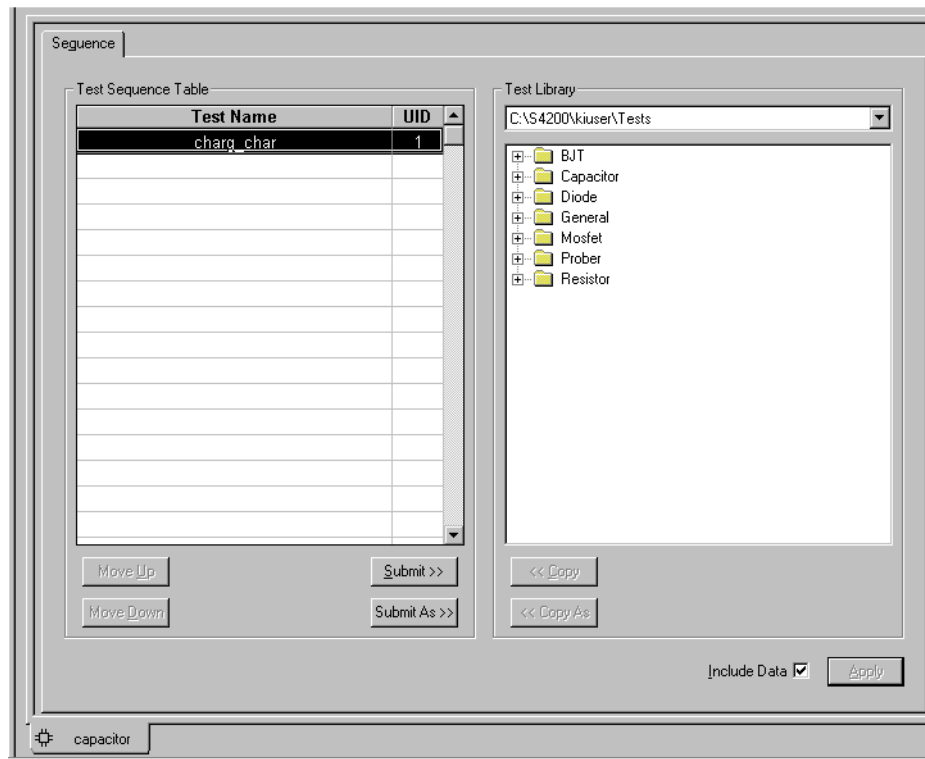 Sequence
Test Sequence Table
Test Name UID
charg_char 1
Move Up
Submit >>
Move Down
Submit As >>
Test Library
C:\S4200\kiuser\Tests
BJT
Capacitor
Diode
General
Mosfet
Prober
Resistor
<< Copy
<< Copy As
Include Data
Apply
capacitor